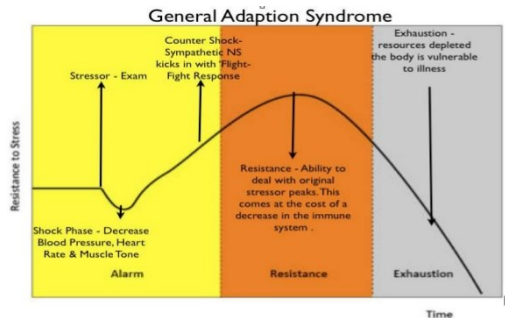 General Adaption Syndrome
Counter Shock-
Sympathetic NS
kicks in with 'Flight-
Fight Response
Stressor - Exam
Exhaustion -
resources depleted
the body is vulnerable
to illness
Resistance to Stress
Resistance - Ability to
deal with original
stressor peaks. This
comes at the cost of a
decrease in the immune
system .
Shock Phase - Decrease
Blood Pressure, Heart
Rate & Muscle Tone
Alarm
Resistance
Exhaustion
Time